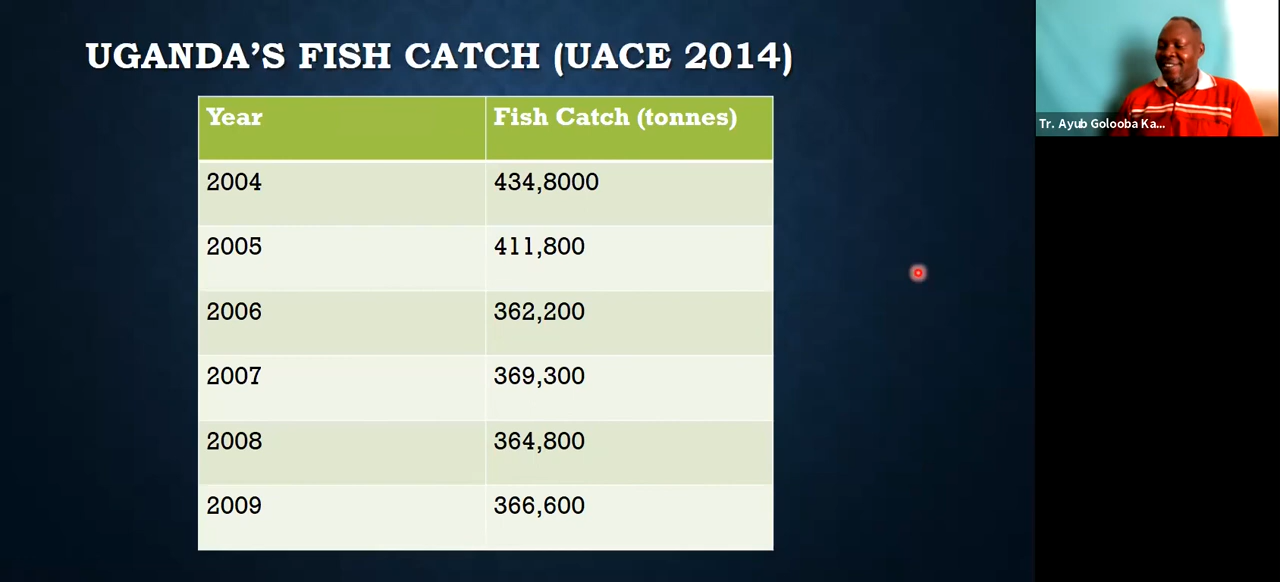 UGANDA'S FISH CATCH (UACE 2014)
Year Fish Catch (tonnes)
2004 434,8000
2005 411,800
2006 362,200
2007 369,300
2008 364,800
2009 366,600
Tr. Ayub Golooba Ka...